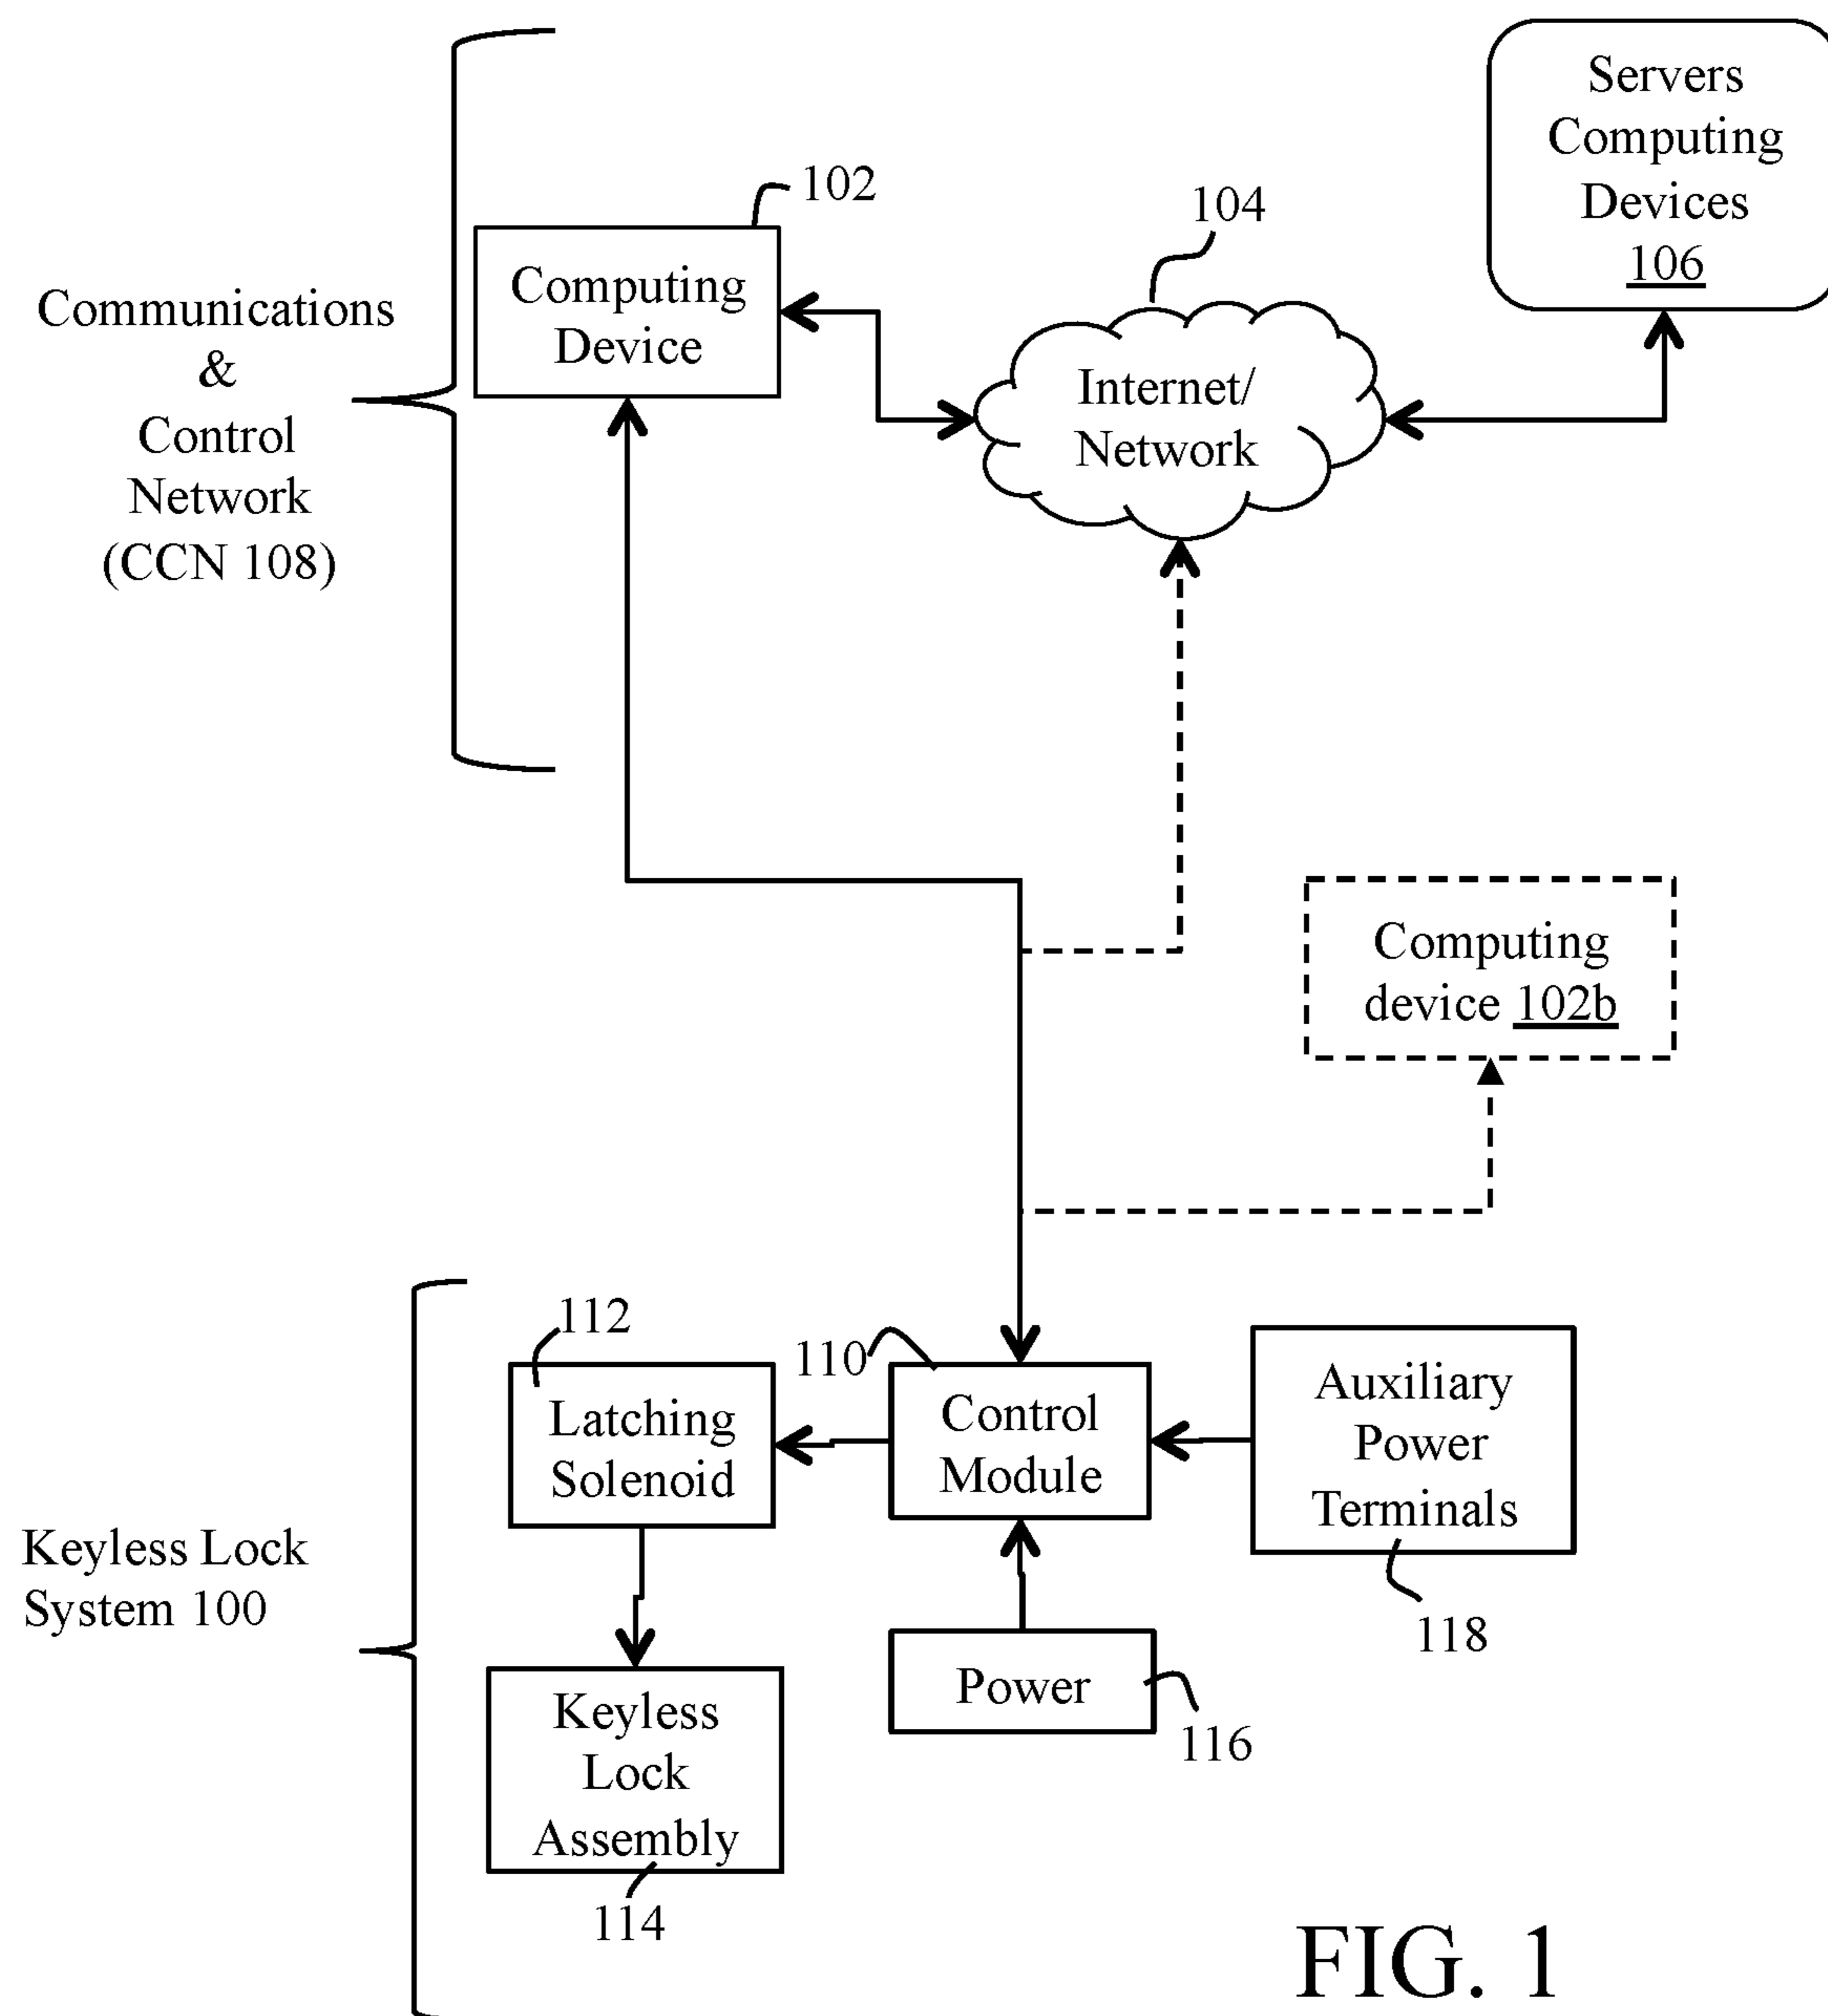 Servers
Computing
Devices
106
102
104
Computing
Device
Communications
&
Control
Network
(CCN 108)
Internet/
Network
Computing
device 102b
112
110
Latching
Solenoid
Control
Module
Auxiliary
Power
Terminals
Keyless Lock
System 100
118
Power
116
Keyless
Lock
Assembly
114
FIG. 1